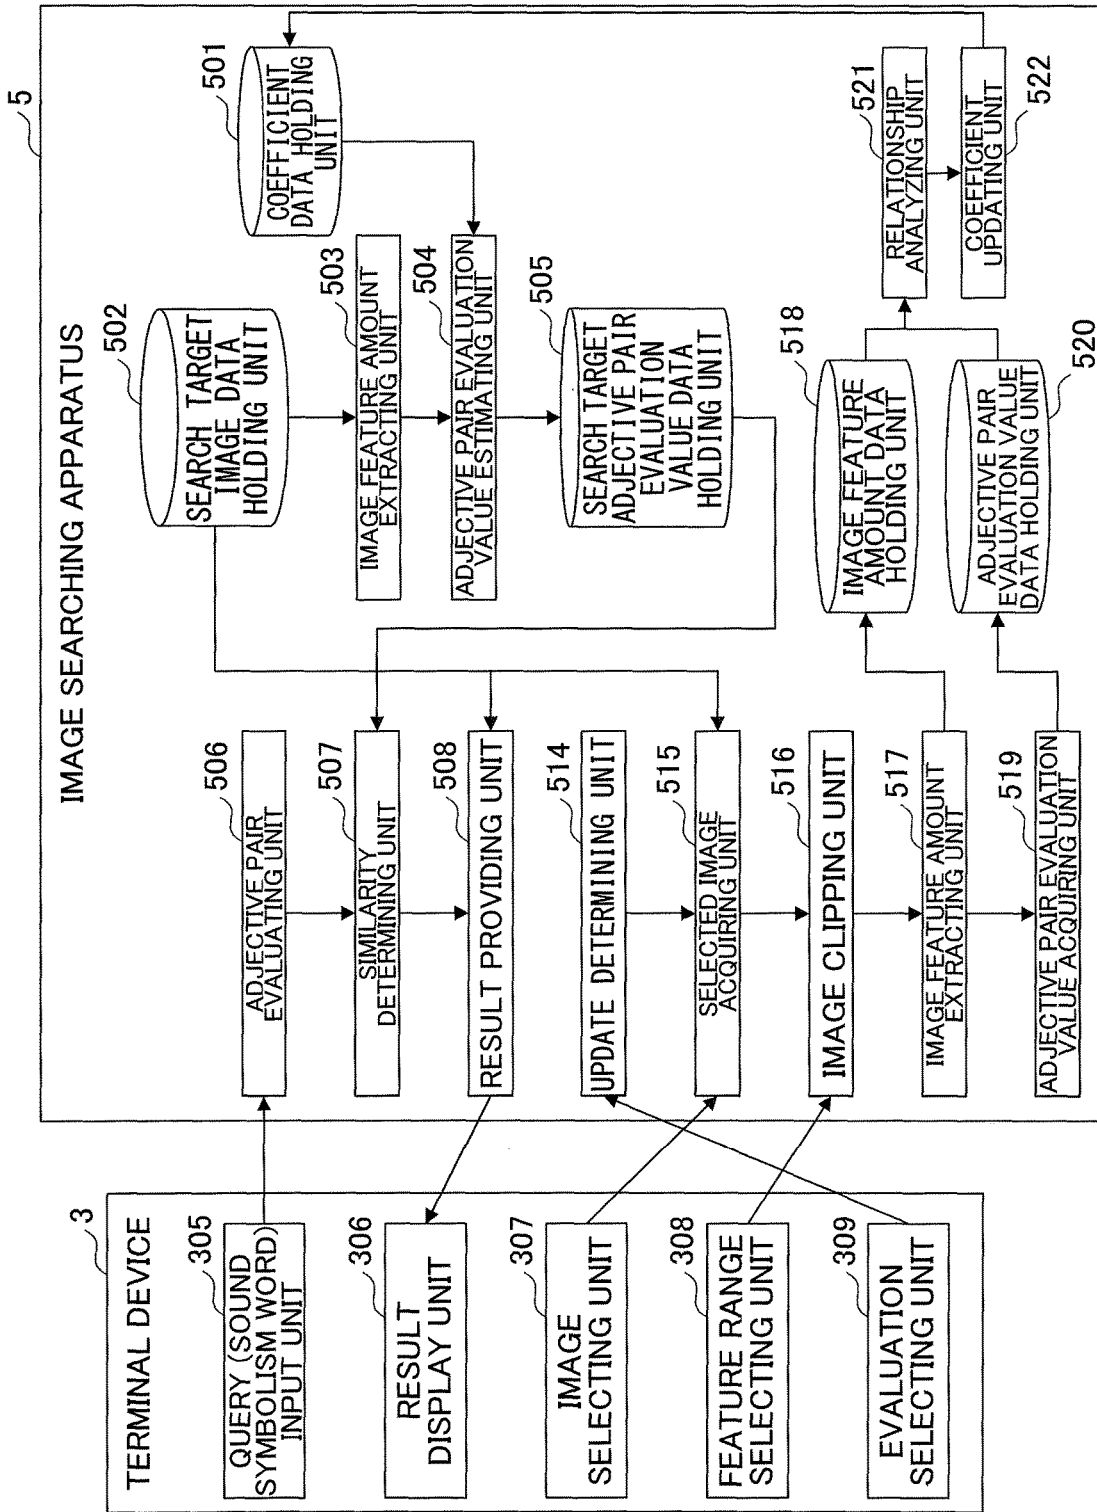 3
TERMINAL DEVICE
305
QUERY (SOUND
SYMBOLISM WORD)
INPUT UNIT
306
RESULT
DISPLAY UNIT
307
IMAGE
SELECTING UNIT
308
FEATURE RANGE
SELECTING UNIT
309
EVALUATION
SELECTING UNIT
5
IMAGE SEARCHING APPARATUS
506
ADJECTIVE PAIR
EVALUATING UNIT
507
SIMILARITY
DETERMINING UNIT
508
RESULT PROVIDING UNIT
514
UPDATE DETERMINING UNIT
515
SELECTED IMAGE
ACQUIRING UNIT
516
IMAGE CLIPPING UNIT
517
IMAGE FEATURE AMOUNT
EXTRACTING UNIT
519
ADJECTIVE PAIR EVALUATION
VALUE ACQUIRING UNIT
502
SEARCH TARGET
IMAGE DATA
HOLDING UNIT
503
IMAGE FEATURE AMOUNT
EXTRACTING UNIT
504
ADJECTIVE PAIR EVALUATION
VALUE ESTIMATING UNIT
505
SEARCH TARGET
ADJECTIVE PAIR
EVALUATION
VALUE DATA
HOLDING UNIT
518
IMAGE FEATURE
AMOUNT DATA
HOLDING UNIT
520
ADJECTIVE PAIR
EVALUATION VALUE
DATA HOLDING UNIT
501
COEFFICIENT
DATA HOLDING
UNIT
521
RELATIONSHIP
ANALYZING UNIT
522
COEFFICIENT
UPDATING UNIT